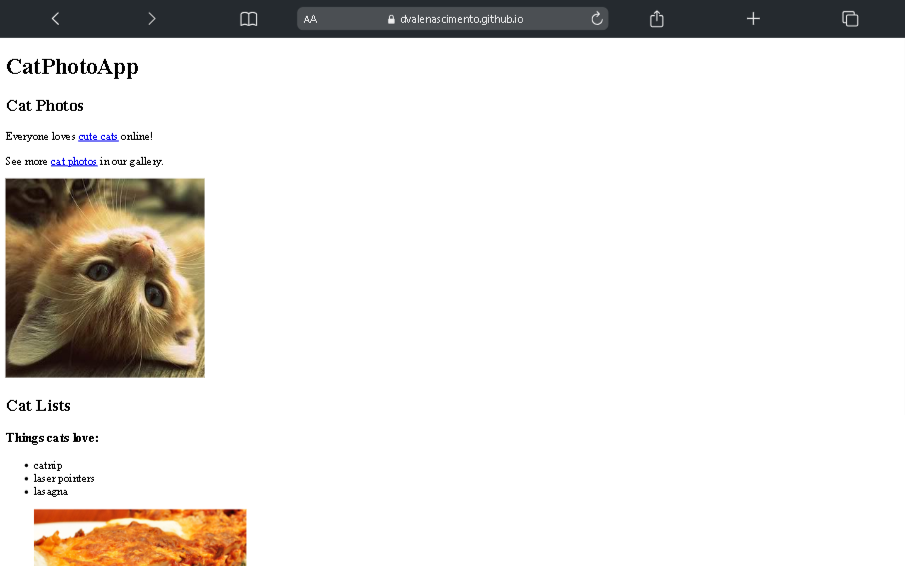 AA
dvalenascimento.github.io
CatPhotoApp
Cat Photos
Everyone loves cute cats online!
See more cat photos in our gallery.
Cat Lists
Things cats love:
• catnip
• laser pointers
• lasagna